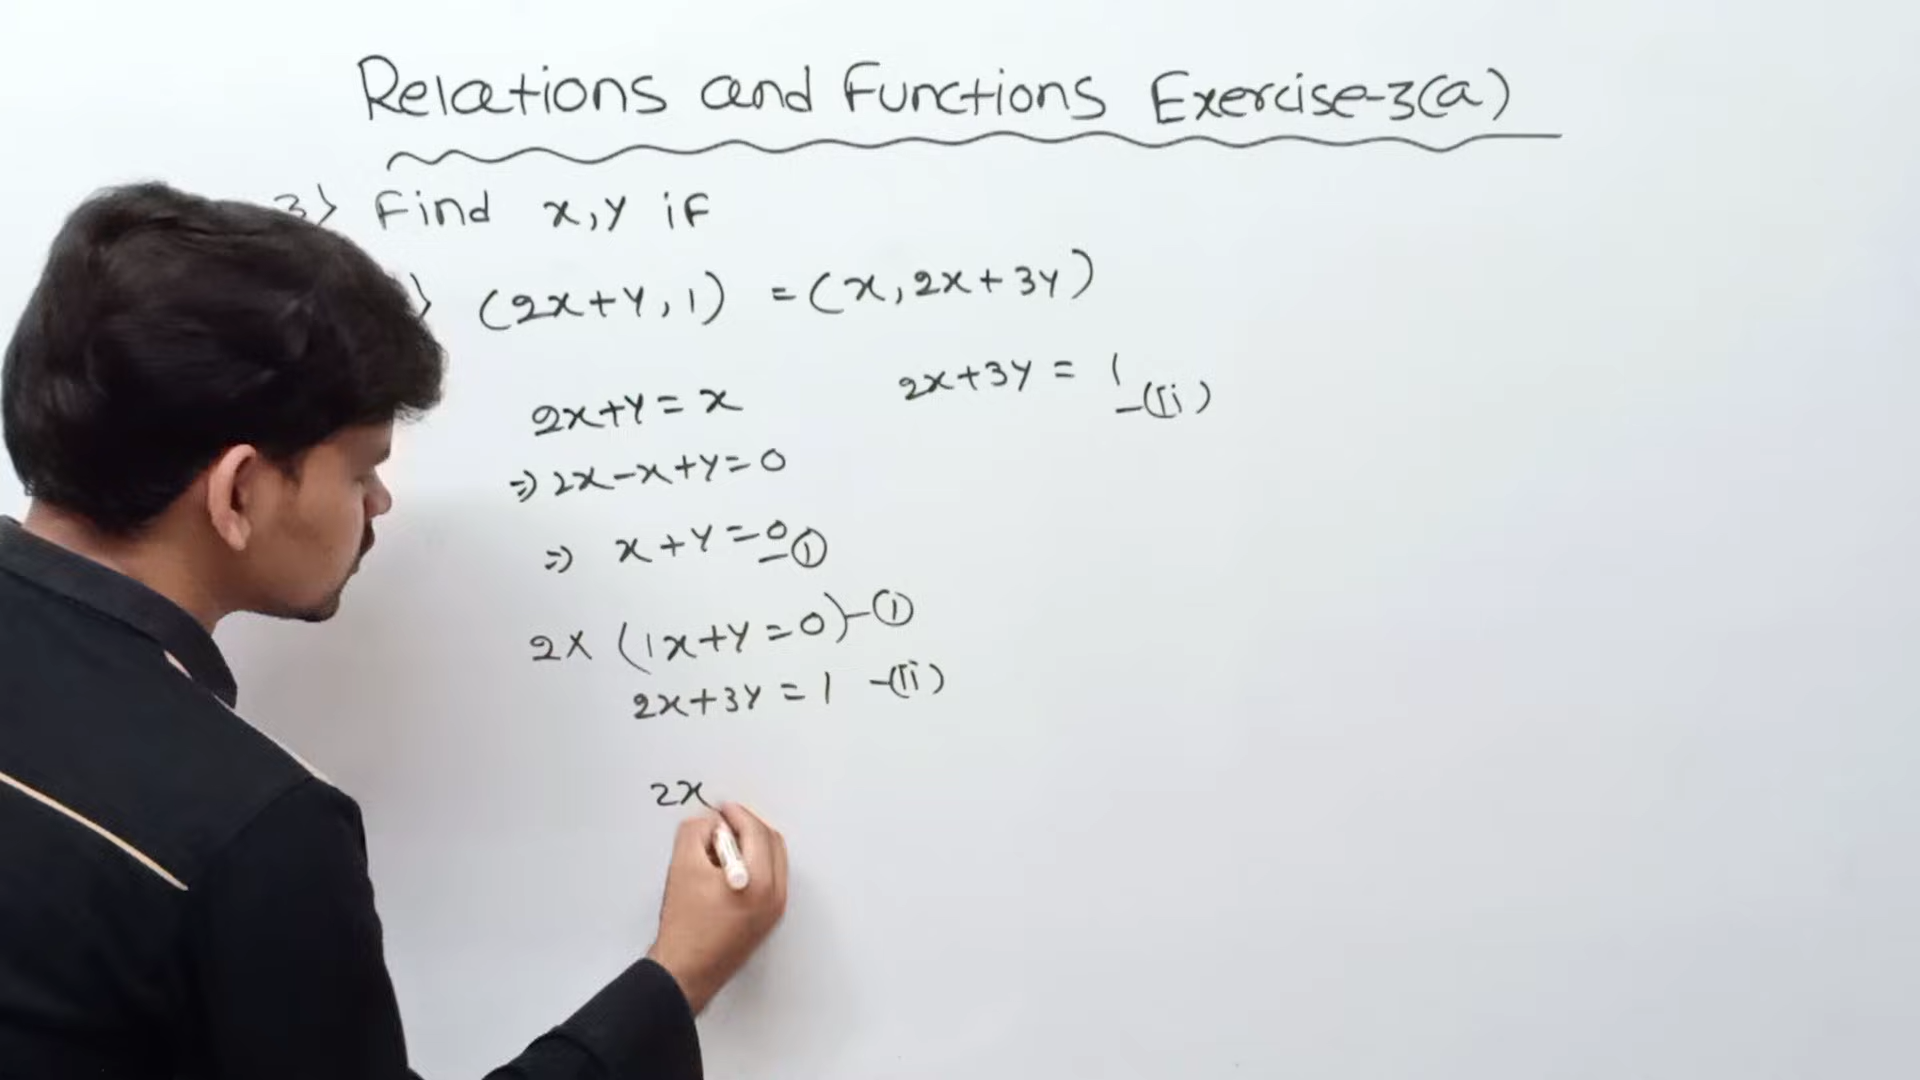 Relations and Functions Exercise-3(a)
3) Find x,y if
) (2x+y,1) =(x,2x+3y)
2x+y=x
2x+3y = 1 -(ii)
⇒ 2x-x+y=0
⇒ x+y=0 -①
2× (1x+y=0)-①
2x+3y=1 -(ii)
2x